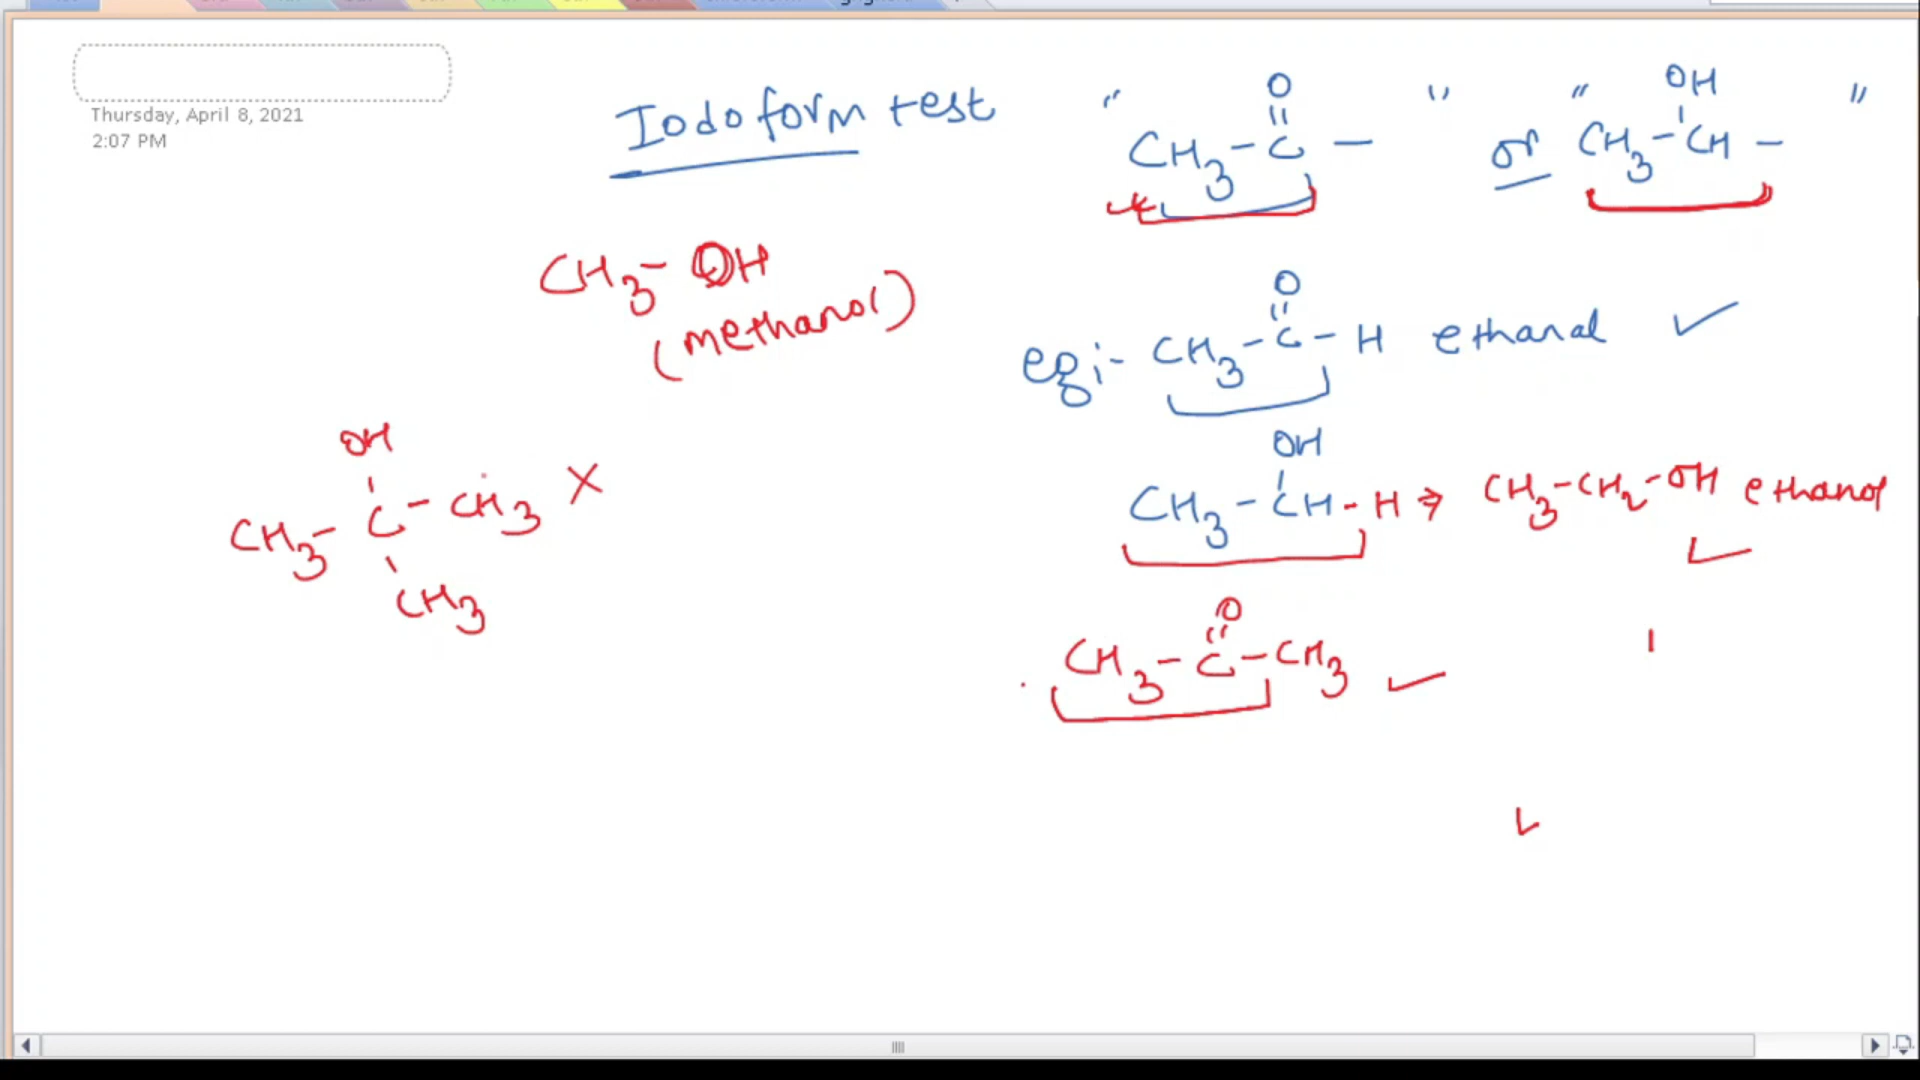 Thursday, April 8, 2021
2:07 PM
Iodoform test
" CH3-C- "
O
or
" CH3-CH- "
OH
CH3-OH
(methanol)
eg:- CH3-C-H ethanal ✓
O
OH
CH3-CH-H → CH3-CH2-OH ethanol
✓
OH
CH3-C-CH3 X
CH3
O
CH3-C-CH3 ✓